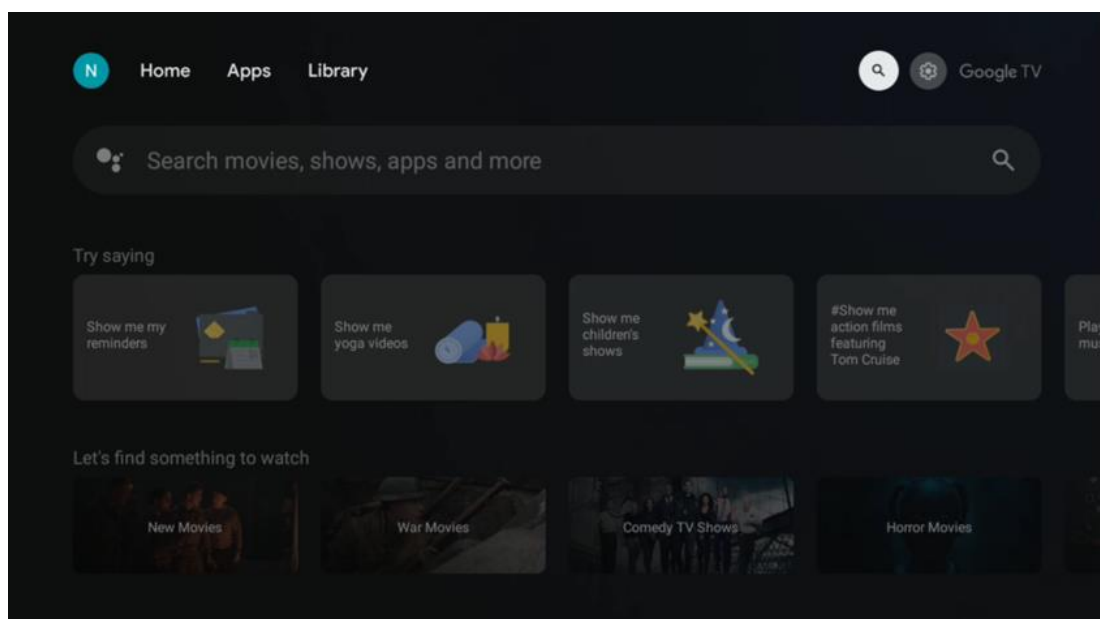 N Home Apps Library Google TV
Search movies, shows, apps and more
Try saying
Show me my
reminders
Show me
yoga videos
Show me
children's
shows
#Show me
action films
featuring
Tom Cruise
Let's find something to watch
New Movies
War Movies
Comedy TV Shows
Horror Movies